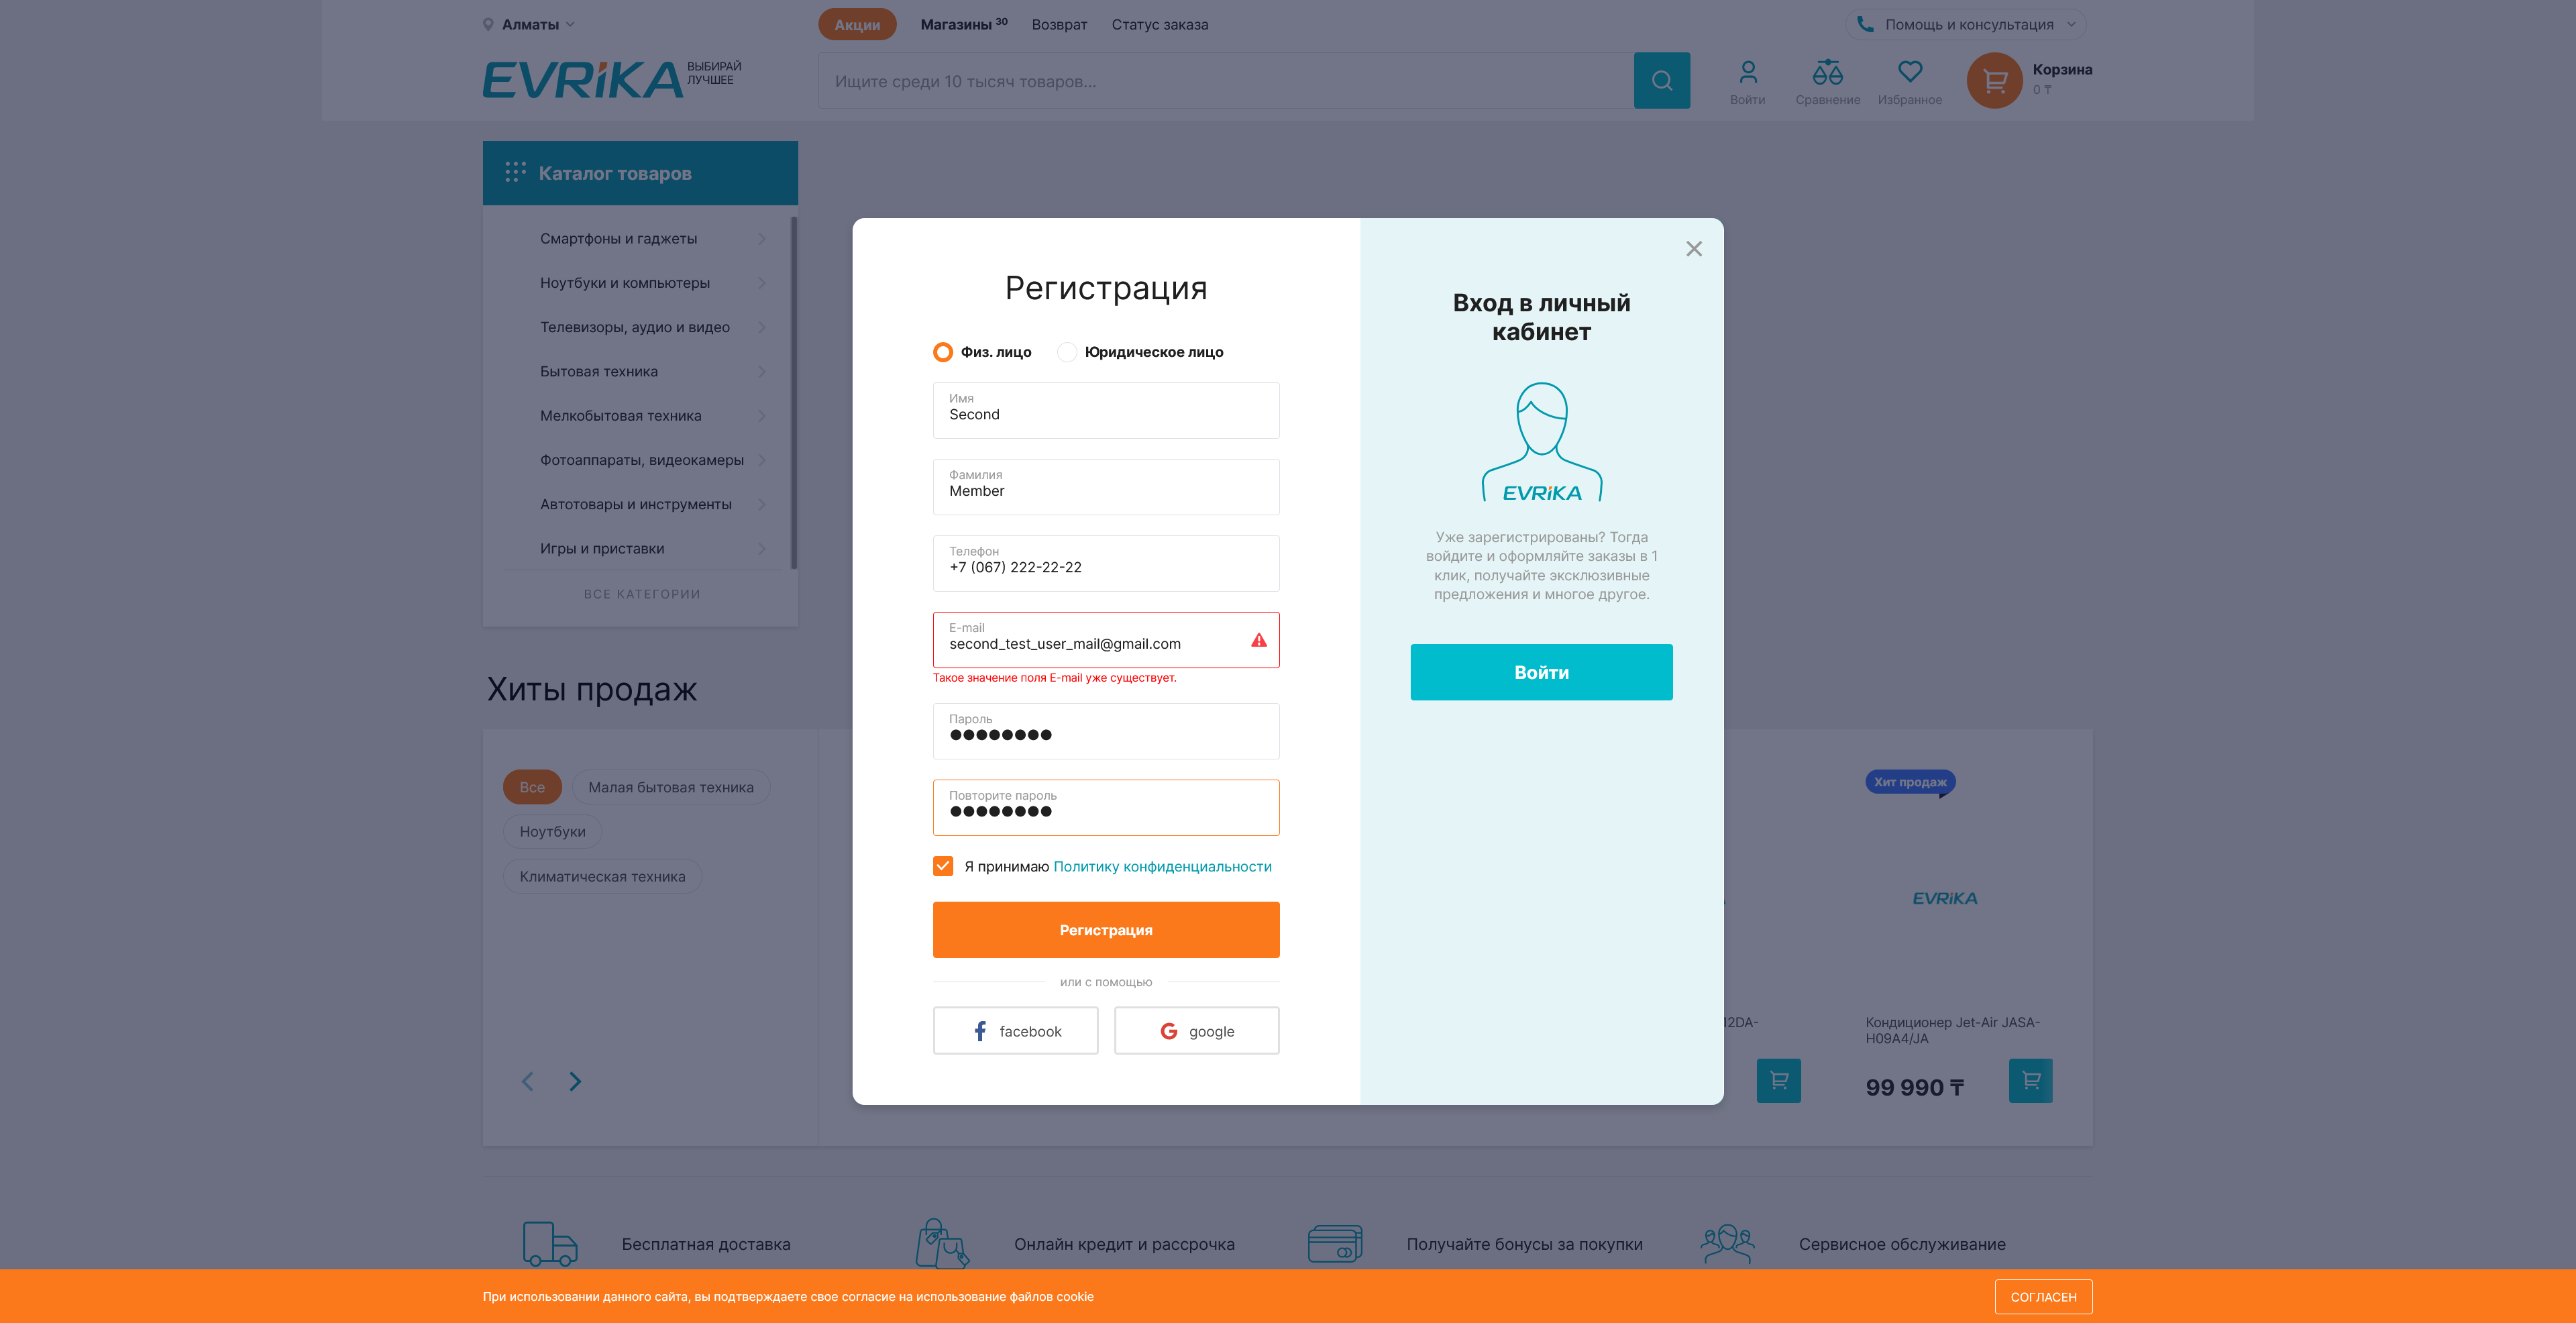 Алматы
Акции
Магазины 30
Возврат
Статус заказа
Помощь и консультация
EVRiKA
ВЫБИРАЙ
ЛУЧШЕЕ
Ищите среди 10 тысяч товаров...
Войти
Сравнение
Избранное
Корзина
0 ₸
Каталог товаров
Смартфоны и гаджеты
Ноутбуки и компьютеры
Телевизоры, аудио и видео
Бытовая техника
Мелкобытовая техника
Фотоаппараты, видеокамеры
Автотовары и инструменты
Игры и приставки
ВСЕ КАТЕГОРИИ
Регистрация
Физ. лицо
Юридическое лицо
Имя
Second
Фамилия
Member
Телефон
+7 (067) 222-22-22
E-mail
second_test_user_mail@gmail.com
Такое значение поля E-mail уже существует.
Пароль
●●●●●●●●
Повторите пароль
●●●●●●●●
Я принимаю Политику конфиденциальности
Регистрация
или с помощью
facebook
google
Вход в личный
кабинет
EVRiKA
Уже зарегистрированы? Тогда
войдите и оформляйте заказы в 1
клик, получайте эксклюзивные
предложения и многое другое.
Войти
Хиты продаж
Все
Малая бытовая техника
Ноутбуки
Климатическая техника
Хит продаж
EVRiKA
12DA-
Кондиционер Jet-Air JASA-
H09A4/JA
99 990 ₸
Бесплатная доставка
Онлайн кредит и рассрочка
Получайте бонусы за покупки
Сервисное обслуживание
При использовании данного сайта, вы подтверждаете свое согласие на использование файлов cookie
СОГЛАСЕН